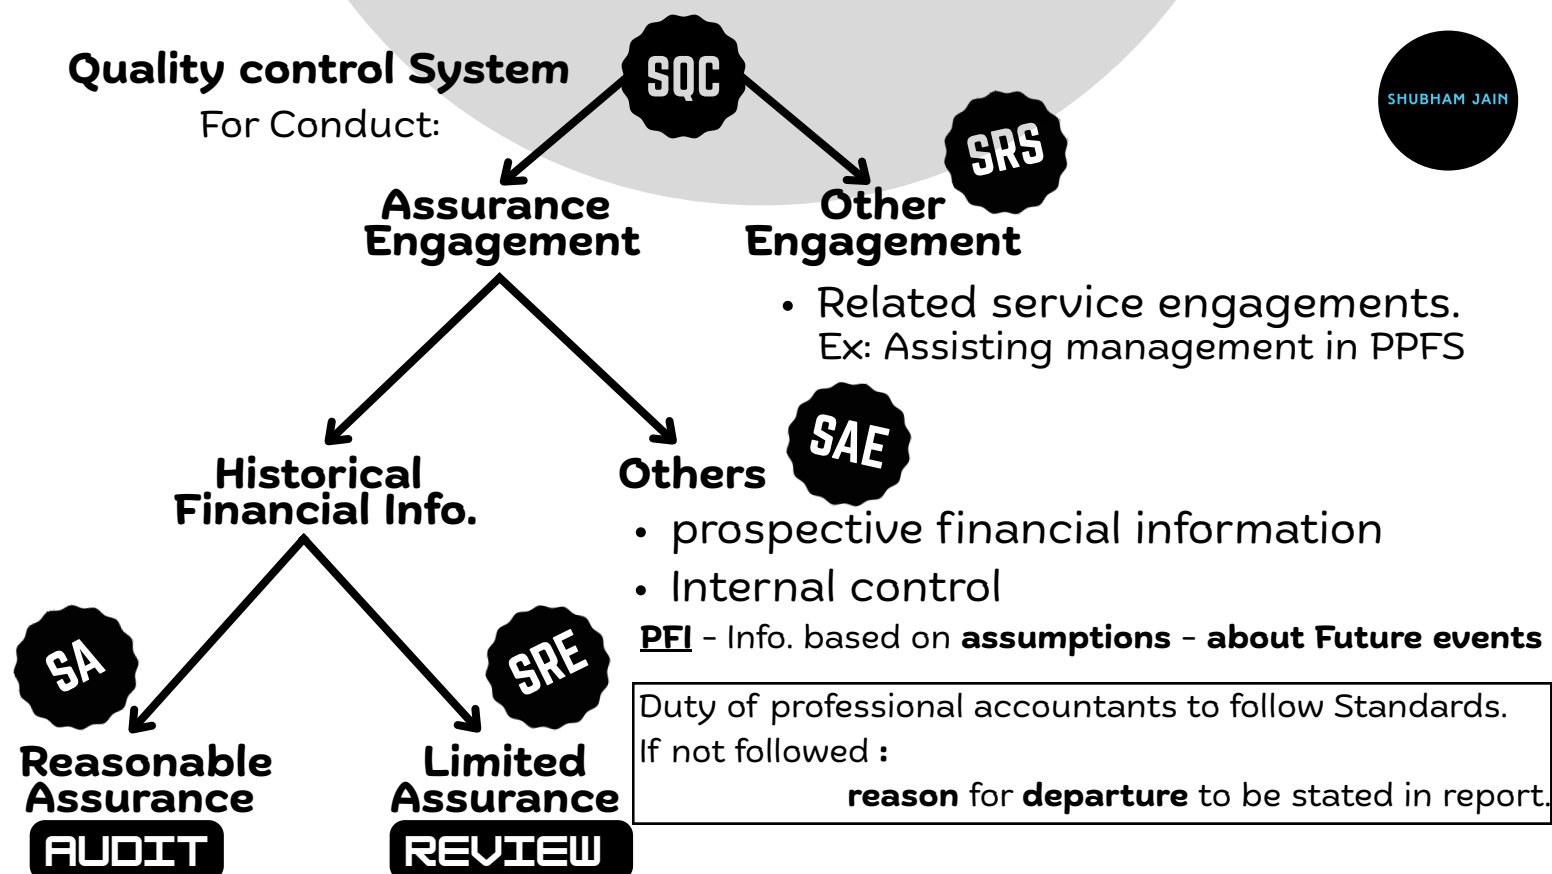 Quality control System
SQC
For Conduct:
SHUBHAM JAIN
SRS
Assurance
Engagement
Other
Engagement
• Related service engagements.
Ex: Assisting management in PPFS
SAE
Historical
Financial Info.
Others
• prospective financial information
• Internal control
PFI - Info. based on assumptions - about Future events
SA
SRE
Duty of professional accountants to follow Standards.
If not followed :
reason for departure to be stated in report.
Reasonable
Assurance
AUDIT
Limited
Assurance
REVIEW